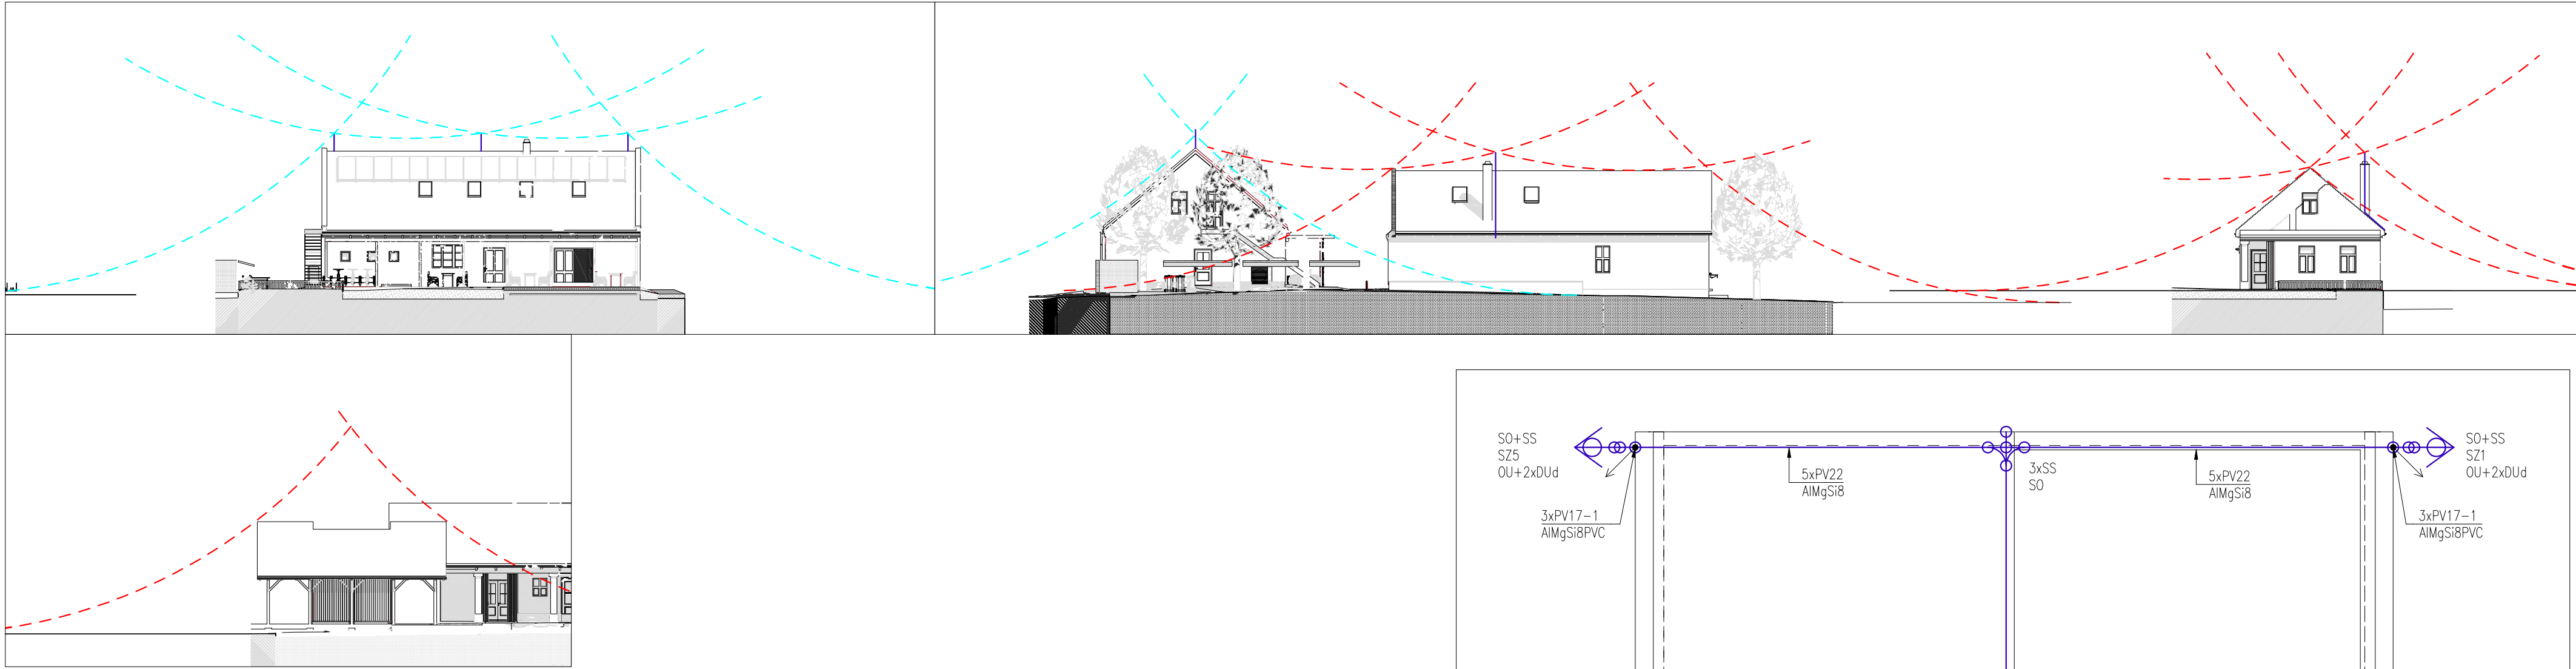 SO+SS
SZ5
OU+2xDUd
5xPV22
AlMgSi8
3xSS
SO
5xPV22
AlMgSi8
SO+SS
SZ1
OU+2xDUd
3xPV17-1
AlMgSi8PVC
3xPV17-1
AlMgSi8PVC